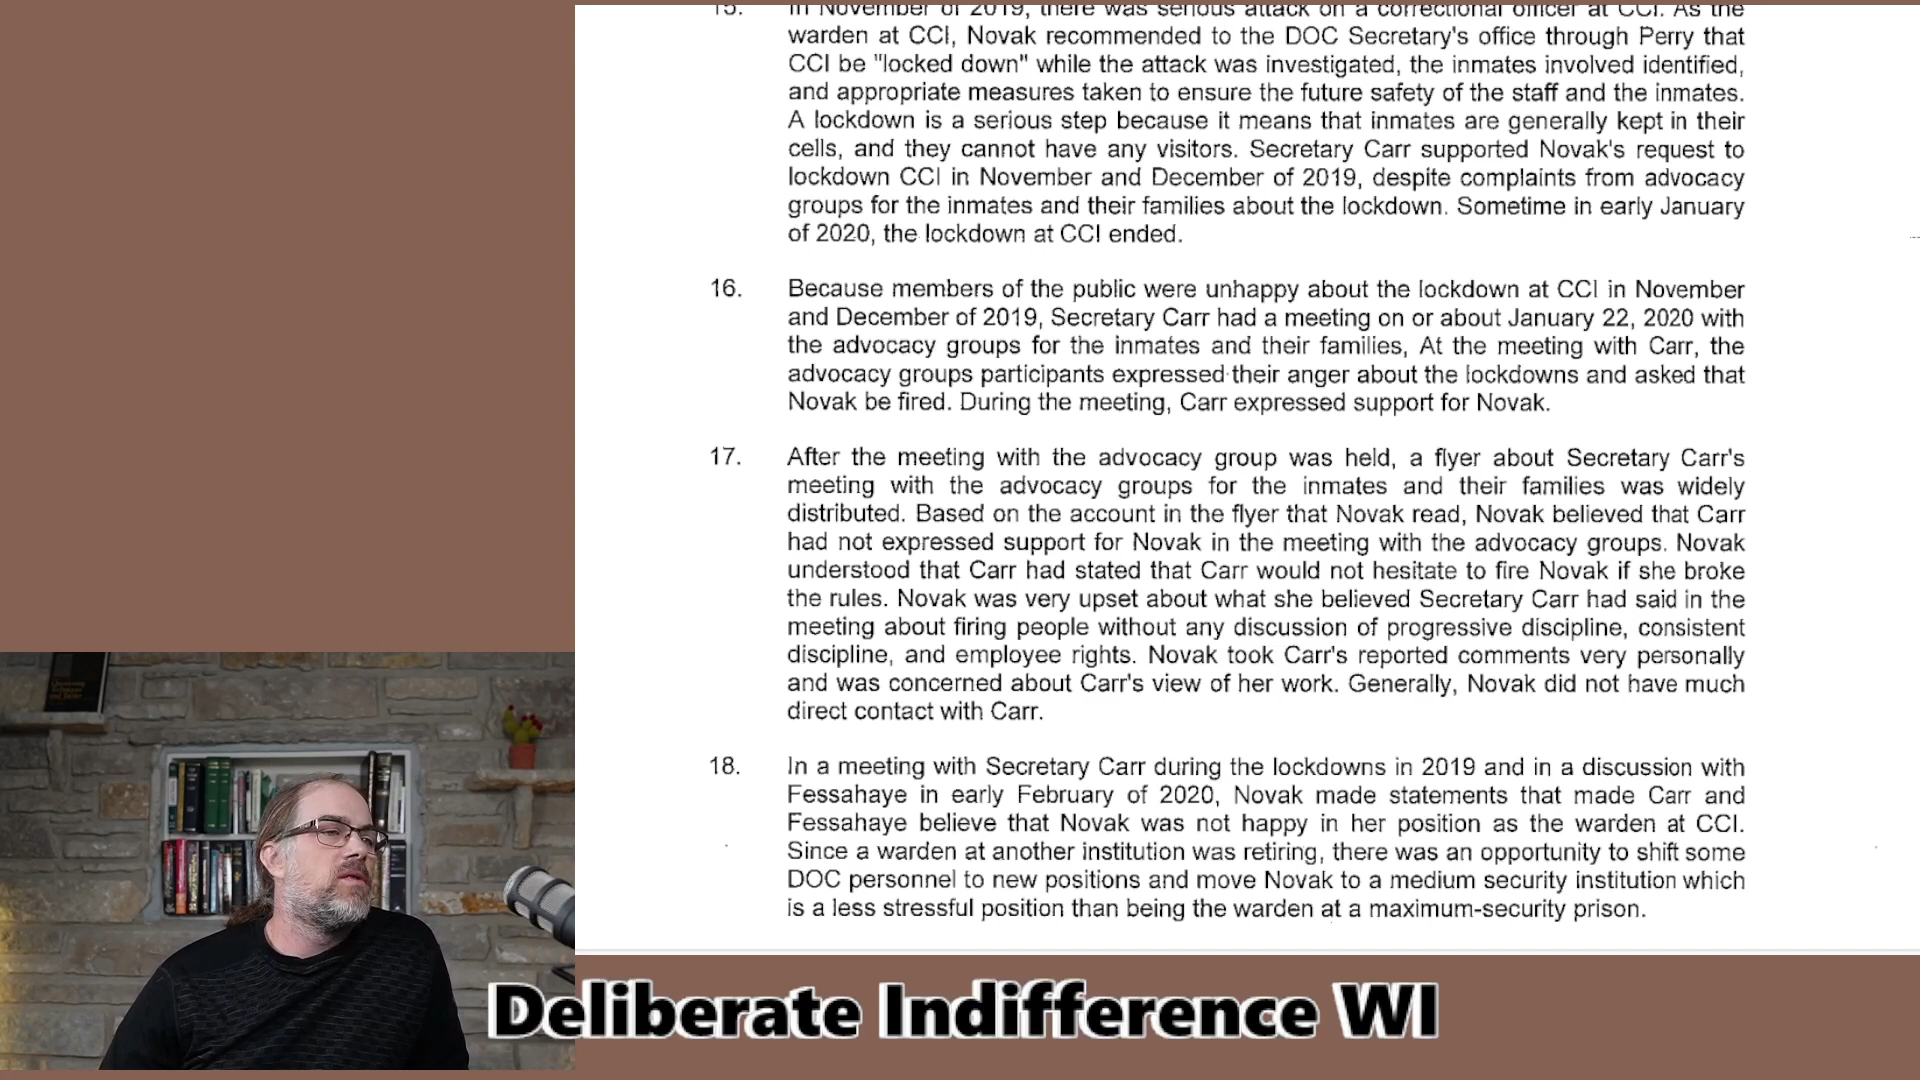 15. In November of 2019, there was serious attack on a correctional officer at CCI. As the
warden at CCI, Novak recommended to the DOC Secretary's office through Perry that
CCI be "locked down" while the attack was investigated, the inmates involved identified,
and appropriate measures taken to ensure the future safety of the staff and the inmates.
A lockdown is a serious step because it means that inmates are generally kept in their
cells, and they cannot have any visitors. Secretary Carr supported Novak's request to
lockdown CCI in November and December of 2019, despite complaints from advocacy
groups for the inmates and their families about the lockdown. Sometime in early January
of 2020, the lockdown at CCI ended.
16. Because members of the public were unhappy about the lockdown at CCI in November
and December of 2019, Secretary Carr had a meeting on or about January 22, 2020 with
the advocacy groups for the inmates and their families, At the meeting with Carr, the
advocacy groups participants expressed their anger about the lockdowns and asked that
Novak be fired. During the meeting, Carr expressed support for Novak.
17. After the meeting with the advocacy group was held, a flyer about Secretary Carr's
meeting with the advocacy groups for the inmates and their families was widely
distributed. Based on the account in the flyer that Novak read, Novak believed that Carr
had not expressed support for Novak in the meeting with the advocacy groups. Novak
understood that Carr had stated that Carr would not hesitate to fire Novak if she broke
the rules. Novak was very upset about what she believed Secretary Carr had said in the
meeting about firing people without any discussion of progressive discipline, consistent
discipline, and employee rights. Novak took Carr's reported comments very personally
and was concerned about Carr's view of her work. Generally, Novak did not have much
direct contact with Carr.
18. In a meeting with Secretary Carr during the lockdowns in 2019 and in a discussion with
Fessahaye in early February of 2020, Novak made statements that made Carr and
Fessahaye believe that Novak was not happy in her position as the warden at CCI.
Since a warden at another institution was retiring, there was an opportunity to shift some
DOC personnel to new positions and move Novak to a medium security institution which
is a less stressful position than being the warden at a maximum-security prison.
Deliberate Indifference WI